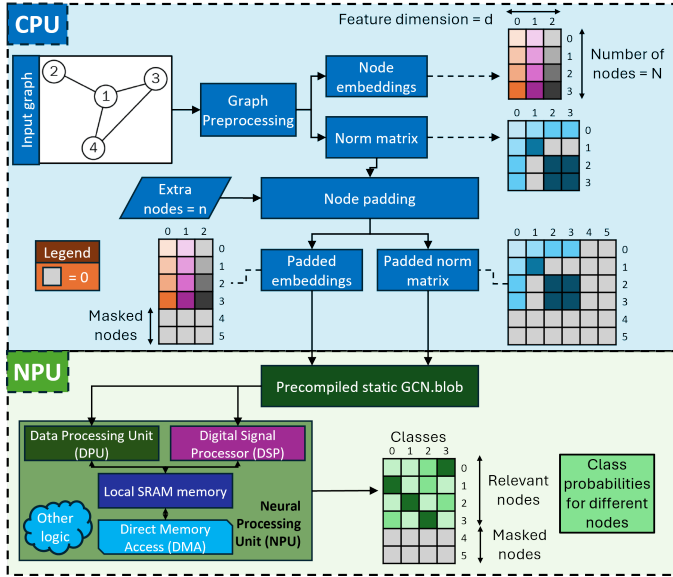 CPU
Feature dimension = d
0 1 2
Input graph
2
3
1
4
Graph
Preprocessing
Node
embeddings
0
1
2
3
Number of
nodes = N
Norm matrix
0 1 2 3
0
1
2
3
Extra
nodes = n
Node padding
Legend
= 0
0 1 2
0
1
2
3
4
5
Masked
nodes
Padded
embeddings
Padded norm
matrix
0 1 2 3 4 5
0
1
2
3
4
5
NPU
Precompiled static GCN.blob
Data Processing Unit
(DPU)
Digital Signal
Processor (DSP)
Local SRAM memory
Other
logic
Direct Memory
Access (DMA)
Neural
Processing
Unit (NPU)
Classes
0 1 2 3
0
1
2
3
4
5
Relevant
nodes
Masked
nodes
Class
probabilities
for different
nodes